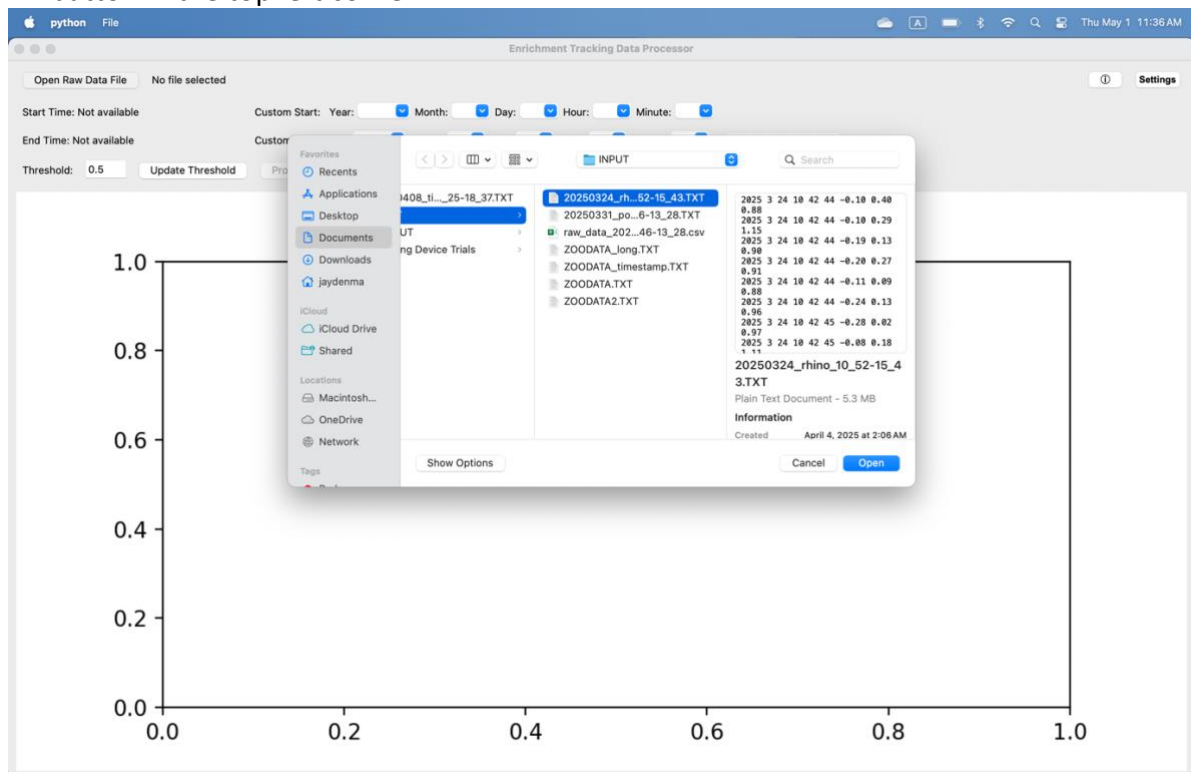 python File Thu May 1 11:36 AM
Enrichment Tracking Data Processor
Open Raw Data File No file selected Settings
Start Time: Not available Custom Start: Year: Month: Day: Hour: Minute:
End Time: Not available Custom
Threshold: 0.5 Update Threshold Pro
Favorites
Recents
Applications
Desktop
Documents
Downloads
jaydenma
iCloud
iCloud Drive
Shared
Locations
Macintosh...
OneDrive
Network
Tags
INPUT
Search
0408_ti..._25-18_37.TXT
UT
ng Device Trials
20250324_rh...52-15_43.TXT
20250331_po...6-13_28.TXT
raw_data_202...46-13_28.csv
ZOODATA_long.TXT
ZOODATA_timestamp.TXT
ZOODATA.TXT
ZOODATA2.TXT
2025 3 24 10 42 44 -0.10 0.40
0.88
2025 3 24 10 42 44 -0.10 0.29
1.15
2025 3 24 10 42 44 -0.19 0.13
0.90
2025 3 24 10 42 44 -0.20 0.27
0.91
2025 3 24 10 42 44 -0.11 0.09
0.88
2025 3 24 10 42 44 -0.24 0.13
0.96
2025 3 24 10 42 45 -0.28 0.02
0.97
2025 3 24 10 42 45 -0.08 0.18
1.11
20250324_rhino_10_52-15_4
3.TXT
Plain Text Document - 5.3 MB
Information
Created April 4, 2025 at 2:06 AM
Show Options Cancel Open
1.0
0.8
0.6
0.4
0.2
0.0
0.0 0.2 0.4 0.6 0.8 1.0